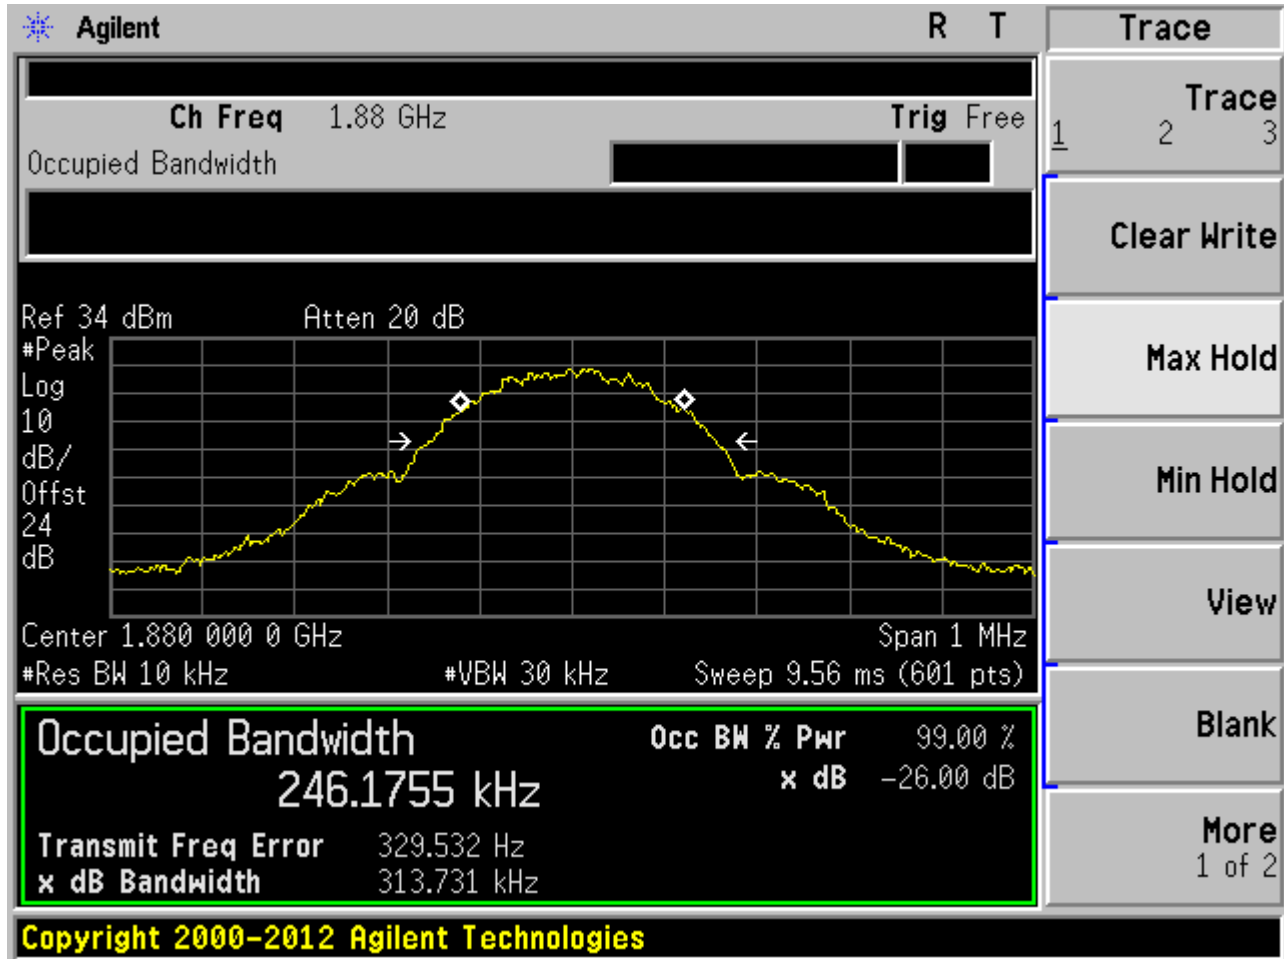 Agilent R T
Ch Freq 1.88 GHz Trig Free
Occupied Bandwidth
Ref 34 dBm Atten 20 dB
#Peak
Log
10
dB/
Offst
24
dB
Center 1.880 000 0 GHz Span 1 MHz
#Res BW 10 kHz #VBW 30 kHz Sweep 9.56 ms (601 pts)
Occupied Bandwidth Occ BW % Pwr 99.00 %
246.1755 kHz x dB -26.00 dB
Transmit Freq Error 329.532 Hz
x dB Bandwidth 313.731 kHz
Copyright 2000-2012 Agilent Technologies
Trace
Trace
1 2 3
Clear Write
Max Hold
Min Hold
View
Blank
More
1 of 2